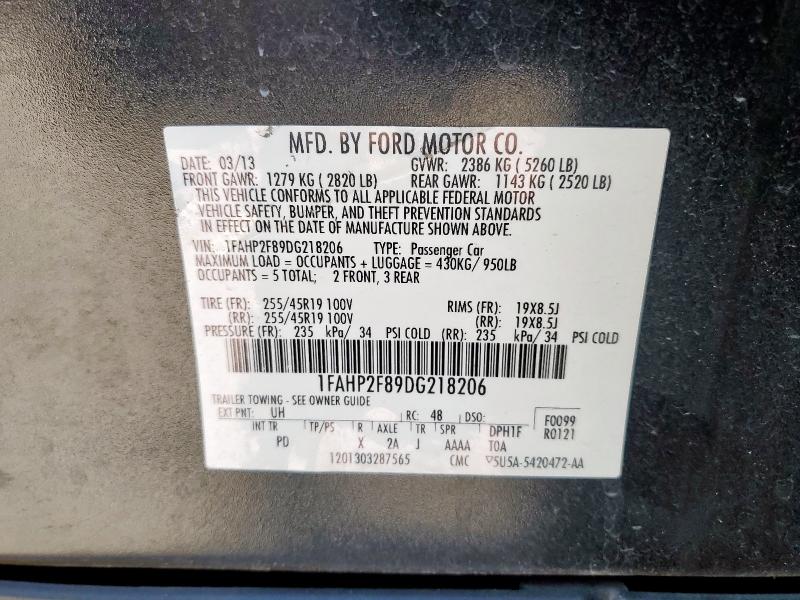 MFD. BY FORD MOTOR CO.
DATE: 03/13 GVWR: 2386 KG ( 5260 LB)
FRONT GAWR: 1279 KG ( 2820 LB) REAR GAWR: 1143 KG ( 2520 LB)
THIS VEHICLE CONFORMS TO ALL APPLICABLE FEDERAL MOTOR
VEHICLE SAFETY, BUMPER, AND THEFT PREVENTION STANDARDS
IN EFFECT ON THE DATE OF MANUFACTURE SHOWN ABOVE.
VIN: 1FAHP2F89DG218206 TYPE: Passenger Car
MAXIMUM LOAD = OCCUPANTS + LUGGAGE = 430KG/ 950LB
OCCUPANTS = 5 TOTAL; 2 FRONT, 3 REAR
TIRE (FR): 255/45R19 100V RIMS (FR): 19X8.5J
(RR): 255/45R19 100V (RR): 19X8.5J
PRESSURE (FR): 235 kPa/ 34 PSI COLD (RR): 235 kPa/ 34 PSI COLD
1FAHP2F89DG218206
TRAILER TOWING - SEE OWNER GUIDE
EXT PNT: UH RC: 48 DSO: F0099
INT TR TP/PS R AXLE TR SPR DPH1F R0121
PD X 2A J AAAA T0A
1201303287565 CMC ▽5U5A-5420472-AA